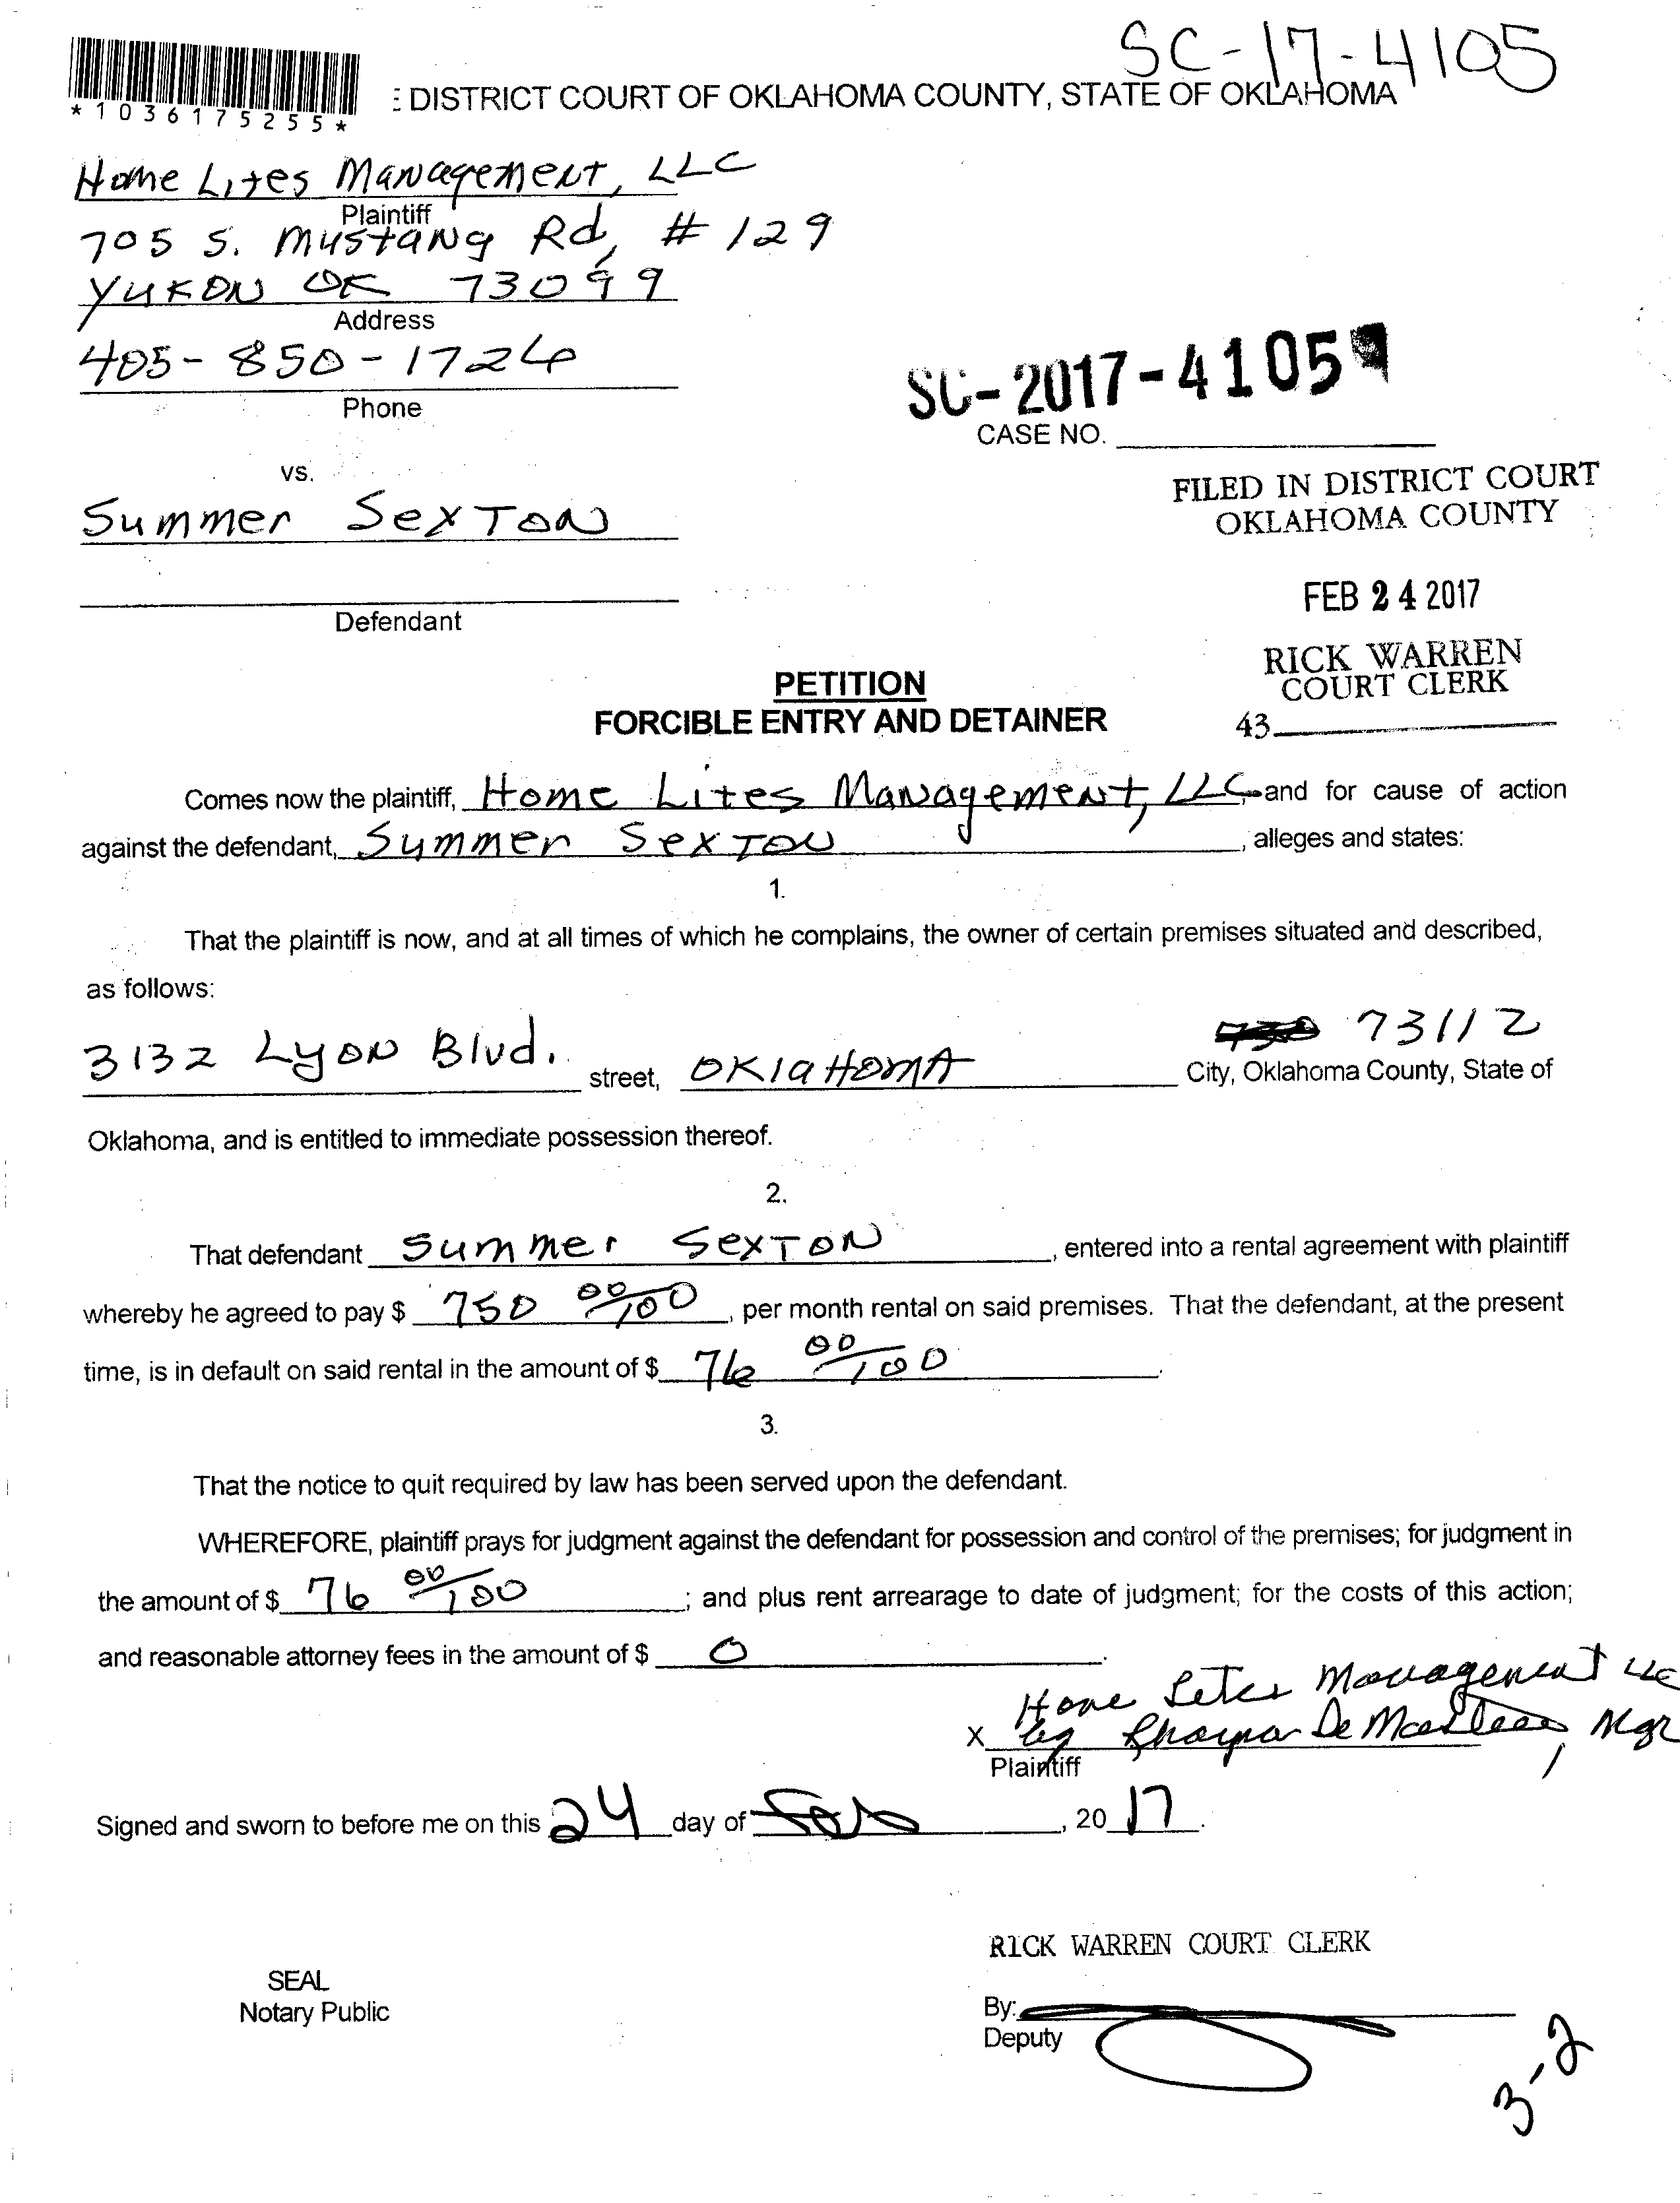 SC-17-4105
*1036175255*
DISTRICT COURT OF OKLAHOMA COUNTY, STATE OF OKLAHOMA
Home Lites Management, LLC
Plaintiff
705 S. Mustang Rd, # 129
Yukon OK 73099
Address
405-850-1726
Phone
SC-2017-4105
CASE NO.
vs.
FILED IN DISTRICT COURT
OKLAHOMA COUNTY
Summer Sexton
FEB 24 2017
Defendant
RICK WARREN
COURT CLERK
43
PETITION
FORCIBLE ENTRY AND DETAINER
Comes now the plaintiff, Home Lites Management, LLC, and for cause of action
against the defendant, Summer Sexton, alleges and states:
1.
That the plaintiff is now, and at all times of which he complains, the owner of certain premises situated and described,
as follows:
73112
3132 Lyon Blvd. street, OKlaHomA City, Oklahoma County, State of
Oklahoma, and is entitled to immediate possession thereof.
2.
That defendant Summer Sexton, entered into a rental agreement with plaintiff
whereby he agreed to pay $ 750 00/100, per month rental on said premises. That the defendant, at the present
time, is in default on said rental in the amount of $ 76 00/100.
3.
That the notice to quit required by law has been served upon the defendant.
WHEREFORE, plaintiff prays for judgment against the defendant for possession and control of the premises; for judgment in
the amount of $ 76 00/100; and plus rent arrearage to date of judgment; for the costs of this action;
and reasonable attorney fees in the amount of $ 0.
Home Lites Management LLC
X by De, Mgr
Plaintiff
Signed and sworn to before me on this 24 day of Feb, 2017.
RICK WARREN COURT CLERK
SEAL
Notary Public
By:
Deputy
3-2